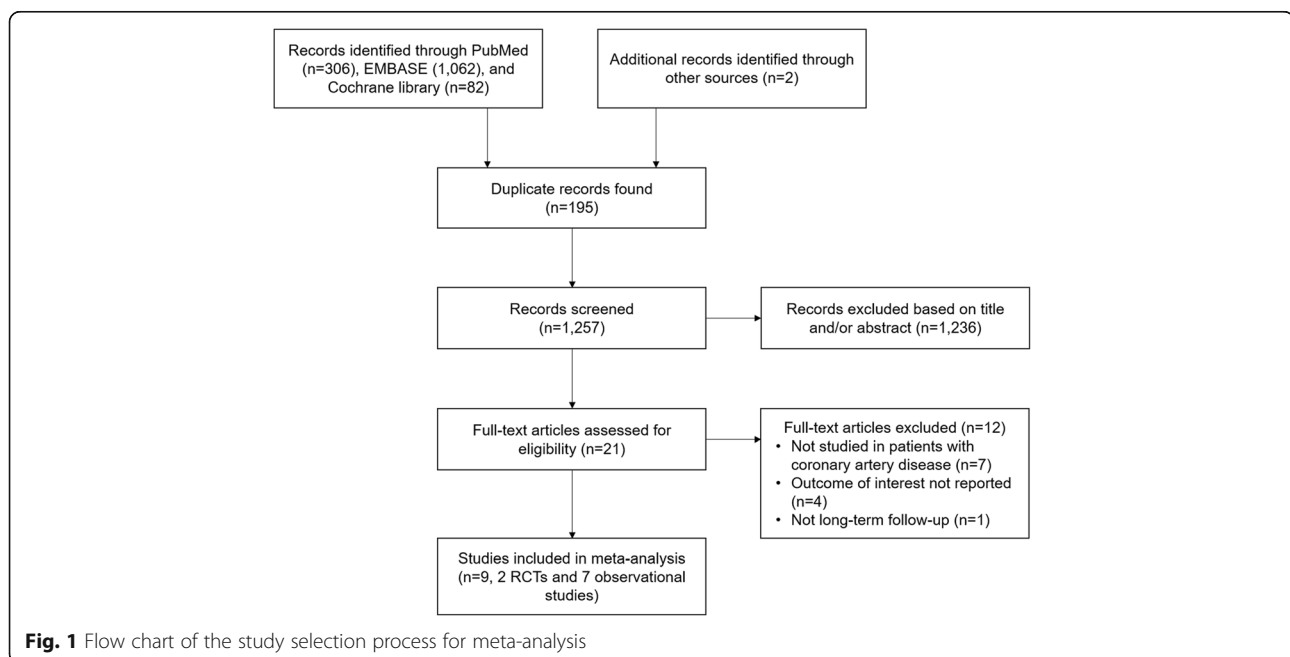 Records identified through PubMed
(n=306), EMBASE (1,062), and
Cochrane library (n=82)
Additional records identified through
other sources (n=2)
Duplicate records found
(n=195)
Records screened
(n=1,257)
Records excluded based on title
and/or abstract (n=1,236)
Full-text articles assessed for
eligibility (n=21)
Full-text articles excluded (n=12)
• Not studied in patients with
coronary artery disease (n=7)
• Outcome of interest not reported
(n=4)
• Not long-term follow-up (n=1)
Studies included in meta-analysis
(n=9, 2 RCTs and 7 observational
studies)
Fig. 1 Flow chart of the study selection process for meta-analysis